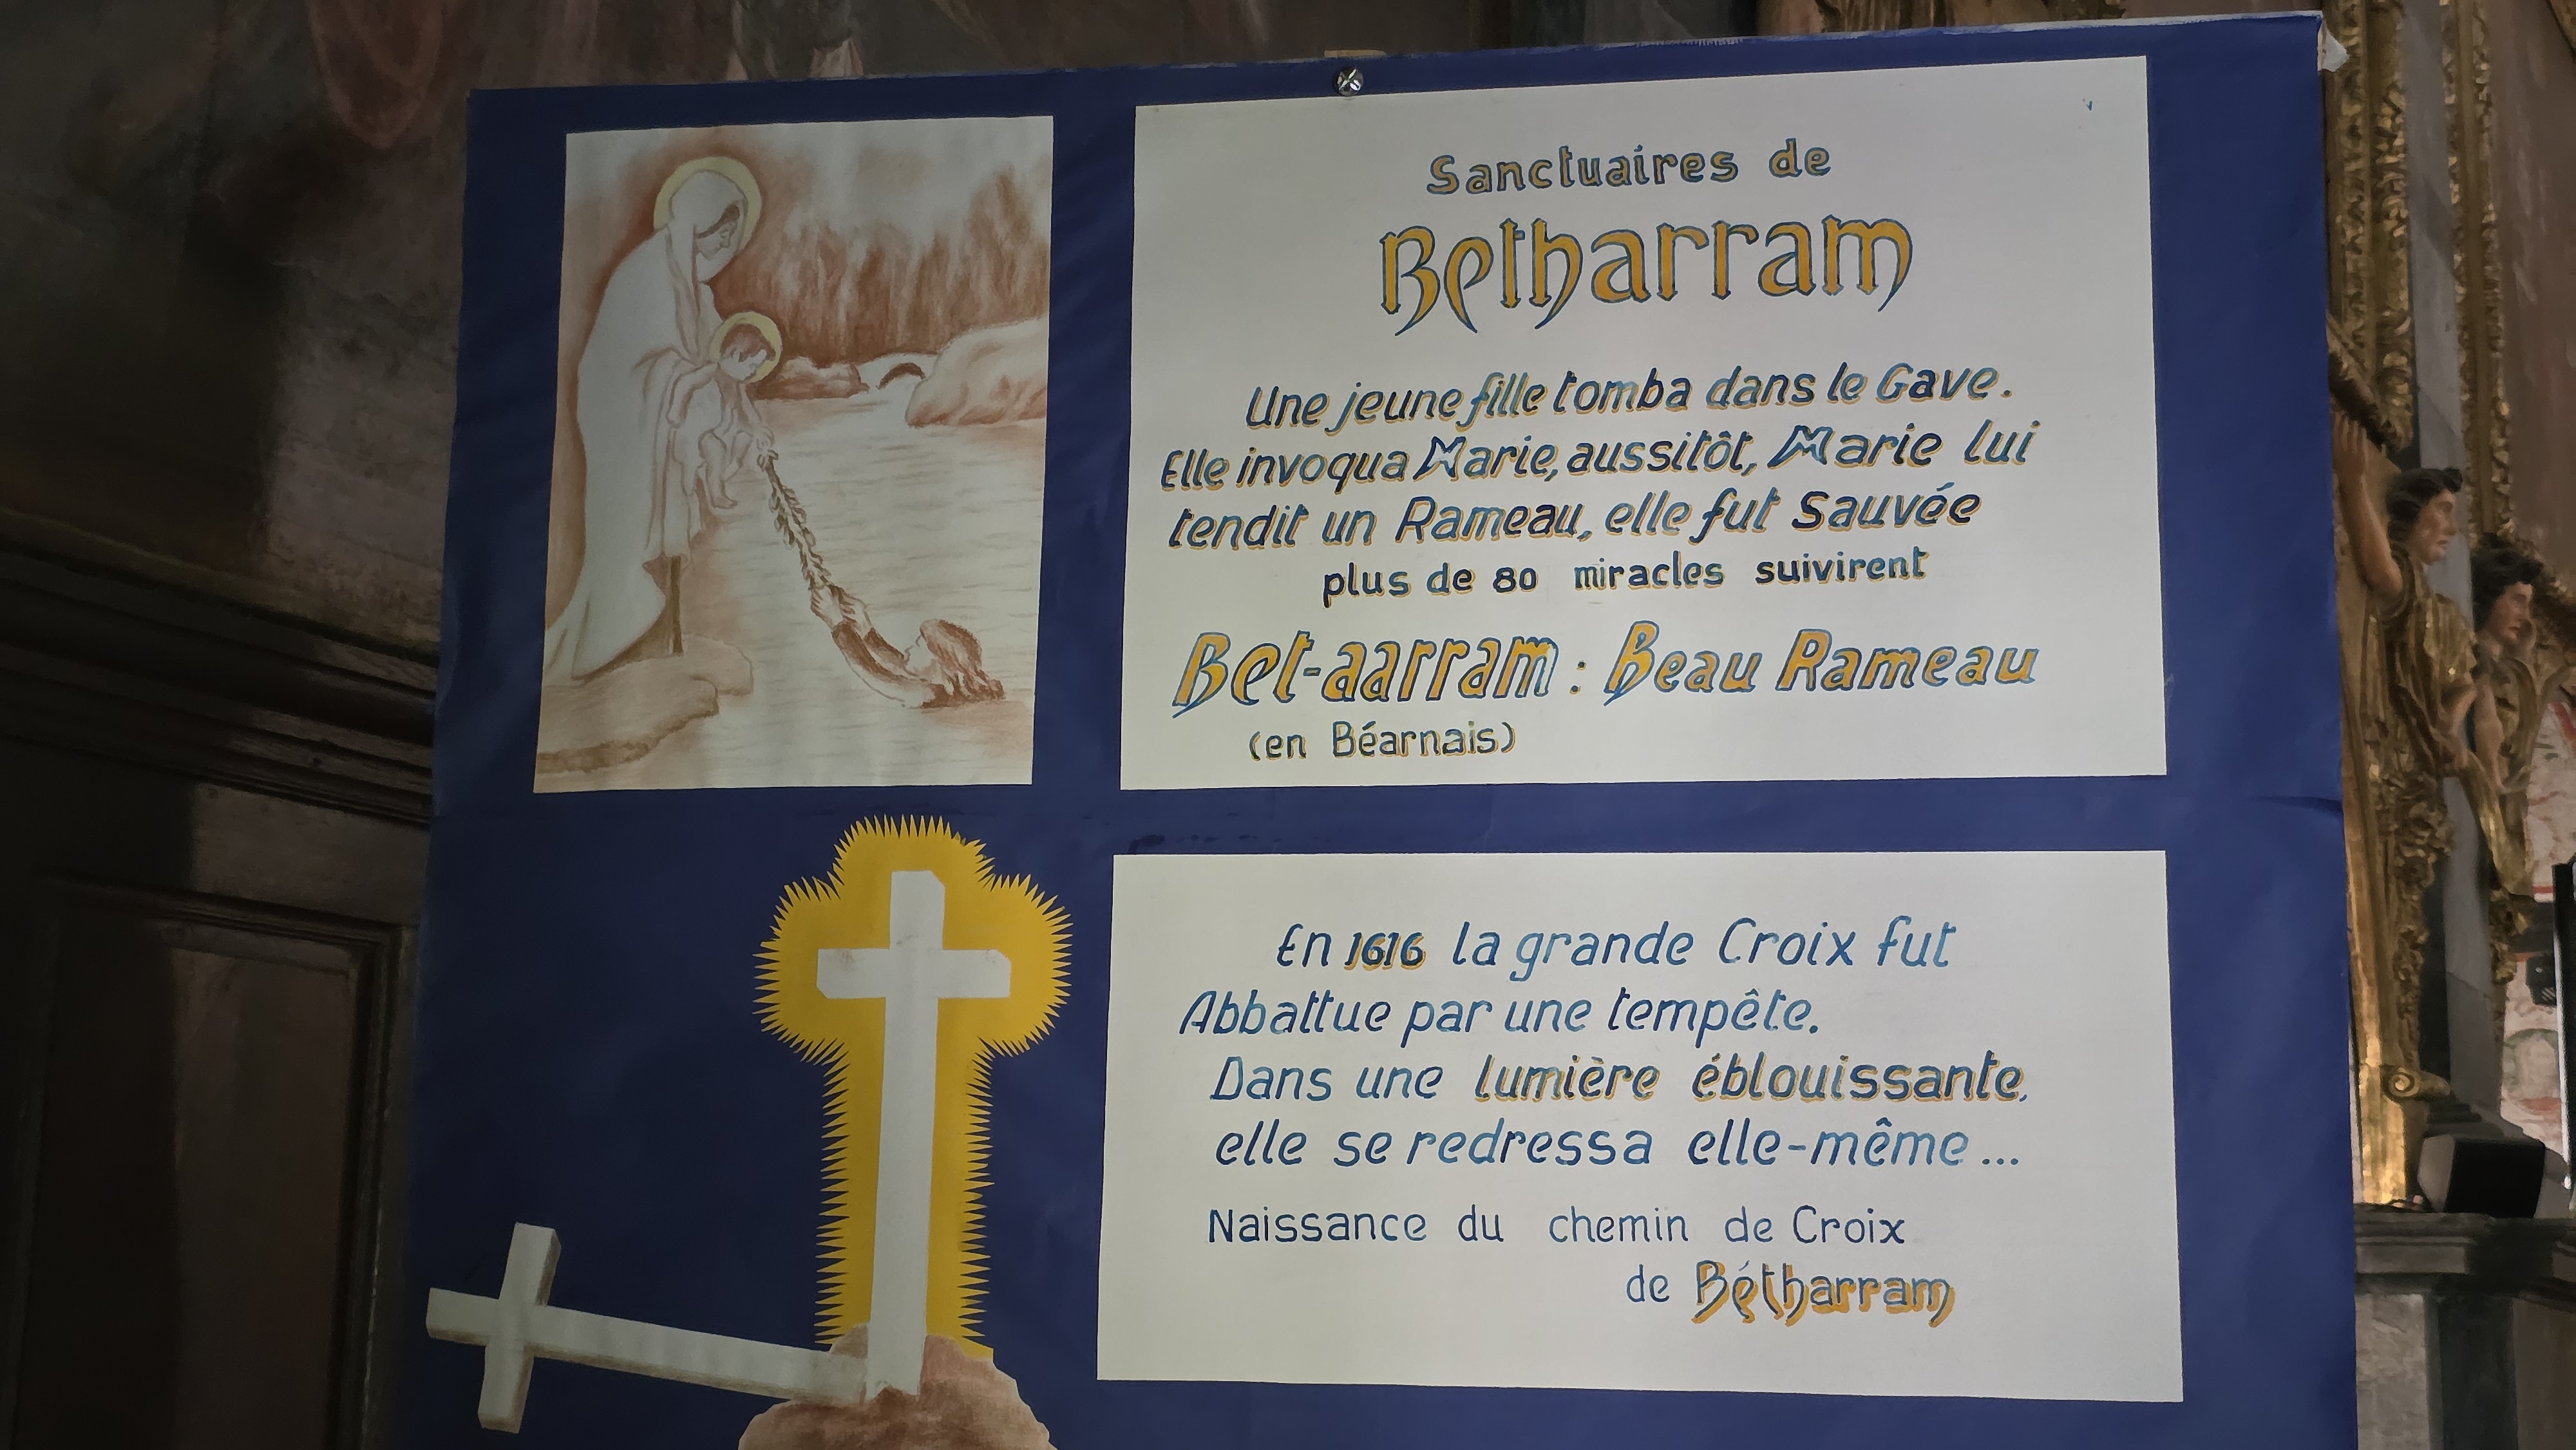 Sanctuaires de
Betharram
Une jeune fille tomba dans le Gave.
Elle invoqua Marie, aussitôt, Marie lui
tendit un Rameau, elle fut Sauvée
plus de 80 miracles suivirent
Bet-aarram : Beau Rameau
(en Béarnais)
En 1616 la grande Croix fut
Abbattue par une tempête.
Dans une lumière éblouissante,
elle se redressa elle-même...
Naissance du chemin de Croix
de Bétharram